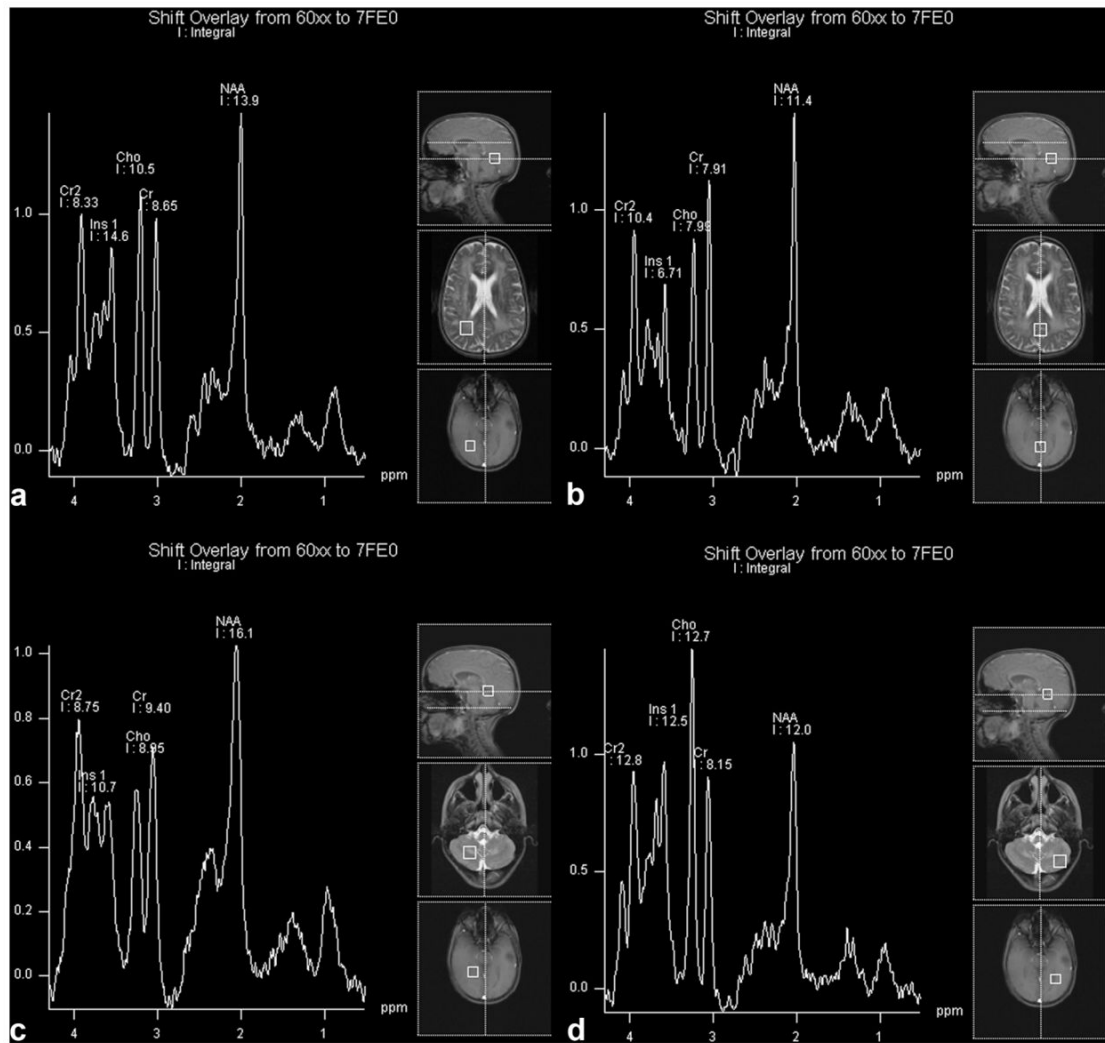 Shift Overlay from 60xx to 7FE0
I : Integral
NAA
I : 13.9
Cho
I : 10.5
Cr
I : 8.65
Cr2
I : 8.33
Ins 1
I : 14.6
1.0
0.5
0.0
ppm
4 3 2 1
a
Shift Overlay from 60xx to 7FE0
I : Integral
NAA
I : 11.4
Cr
I : 7.91
Cho
I : 7.99
Cr2
I : 10.4
Ins 1
I : 6.71
1.0
0.5
0.0
ppm
4 3 2 1
b
Shift Overlay from 60xx to 7FE0
I : Integral
NAA
I : 16.1
Cr2
I : 8.75
Cr
I : 9.40
Cho
I : 8.95
Ins 1
I : 10.7
1.0
0.8
0.6
0.4
0.2
0.0
ppm
4 3 2 1
c
Shift Overlay from 60xx to 7FE0
I : Integral
Cho
I : 12.7
Ins 1
I : 12.5
NAA
I : 12.0
Cr2
I : 12.8
Cr
I : 8.15
1.0
0.5
0.0
ppm
4 3 2 1
d